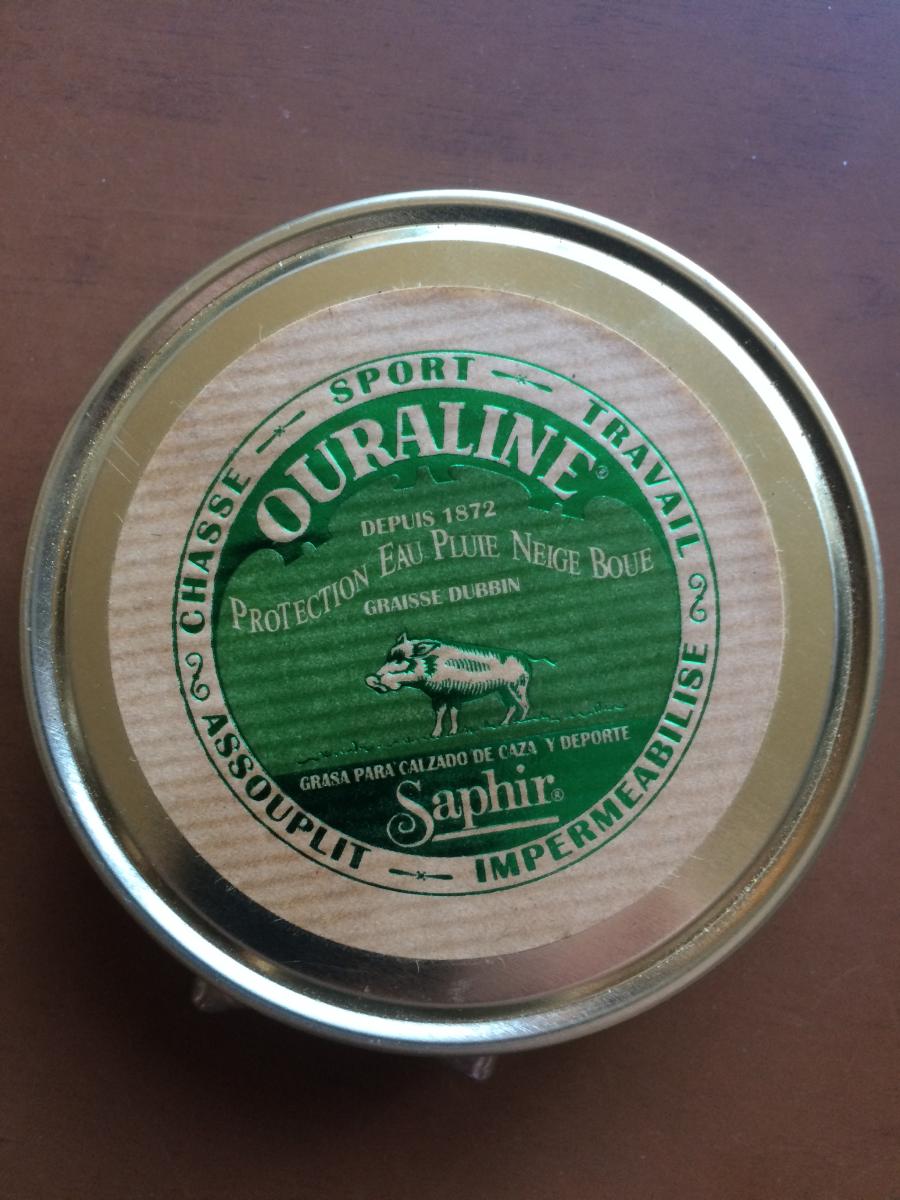 CHASSE SPORT TRAVAIL
OURALINE®
DEPUIS 1872
PROTECTION EAU PLUIE NEIGE BOUE
GRAISSE DUBBIN
GRASA PARA CALZADO DE CAZA Y DEPORTE
Saphir®
ASSOUPLIT IMPERMEABILISE